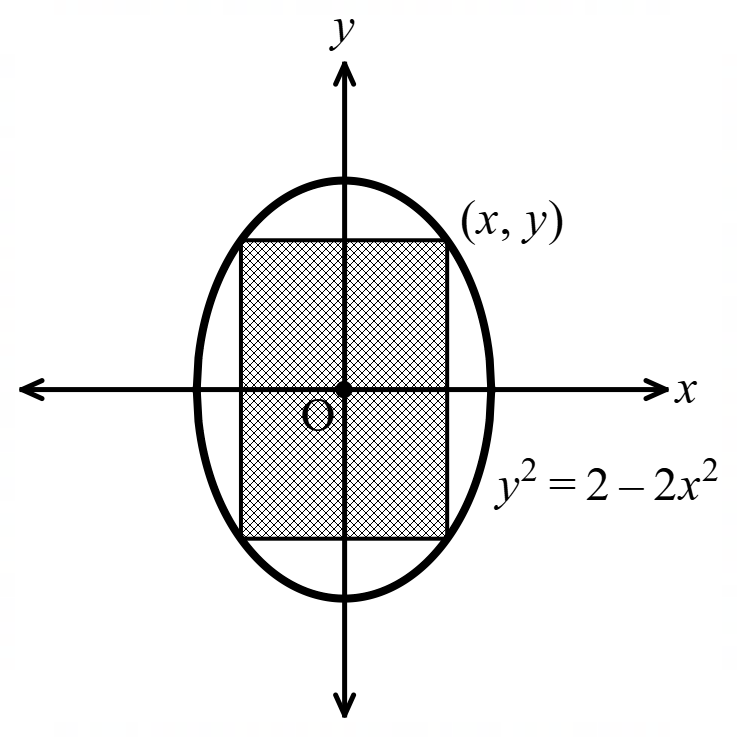 y
(x, y)
x
O
y² = 2 – 2x²